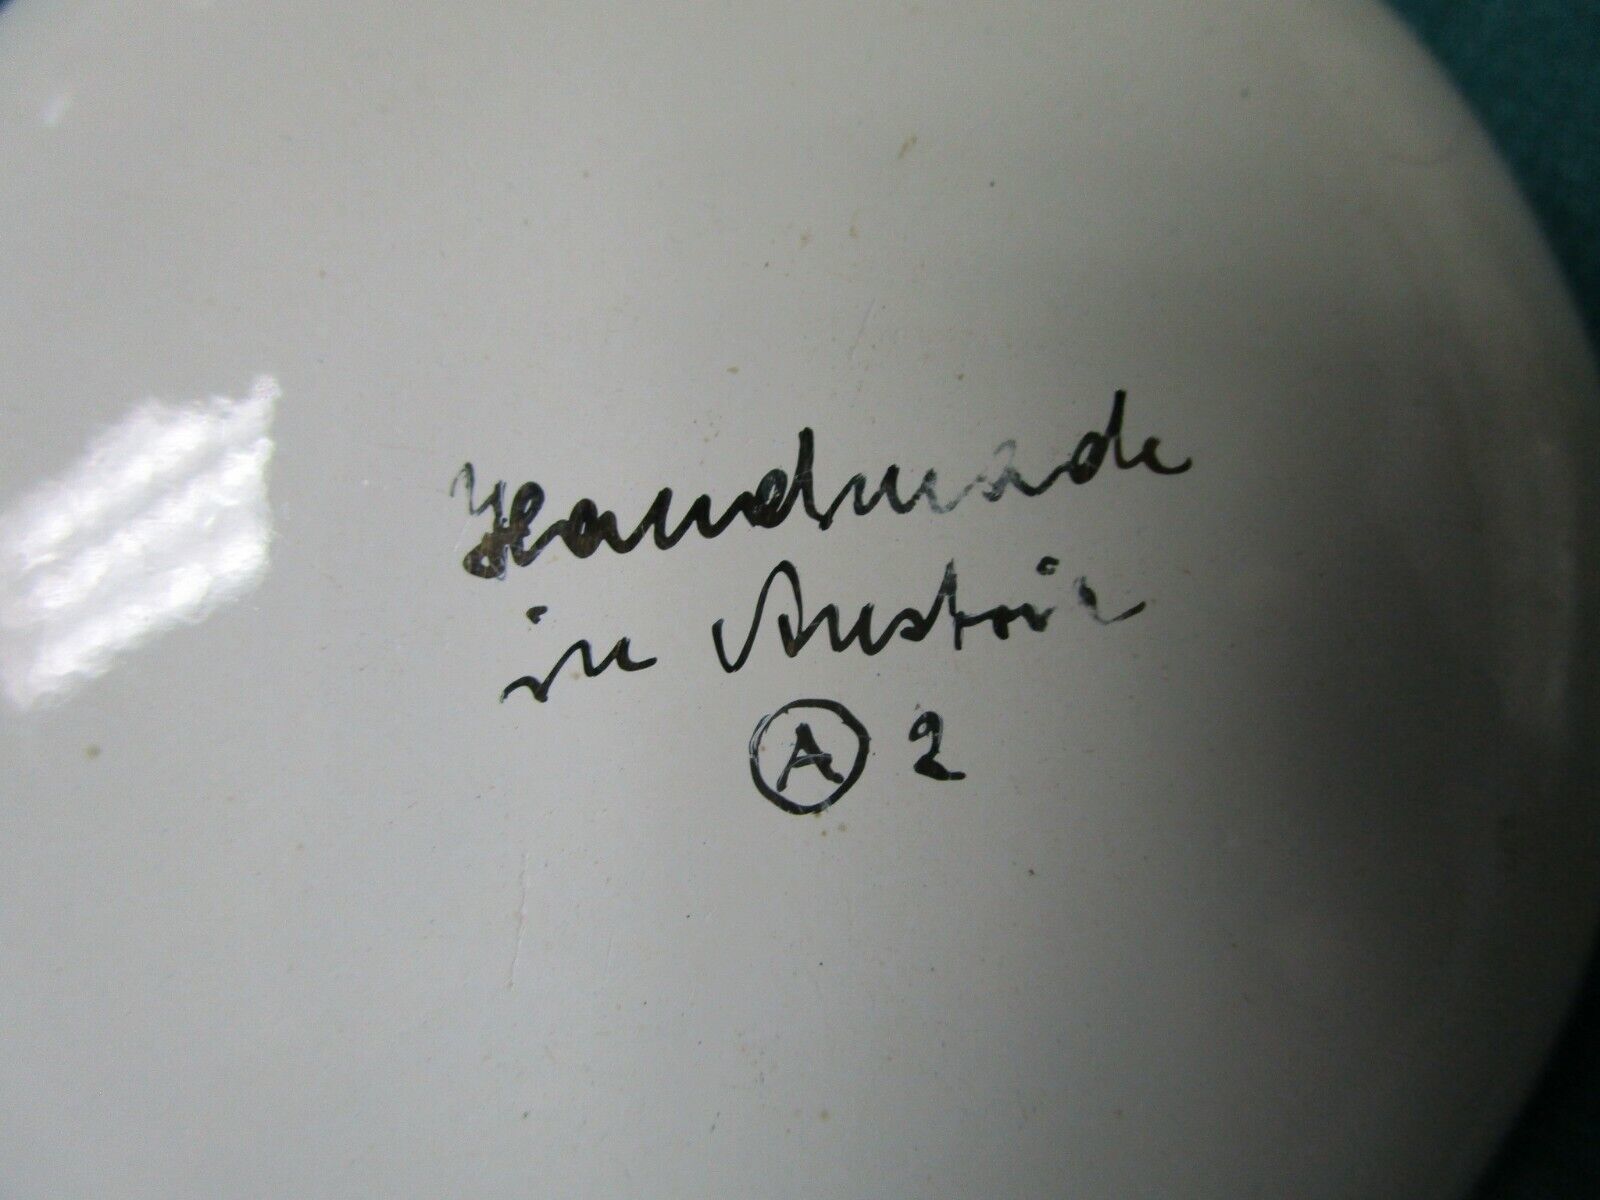 Handmade
in Austria
Ⓐ 2